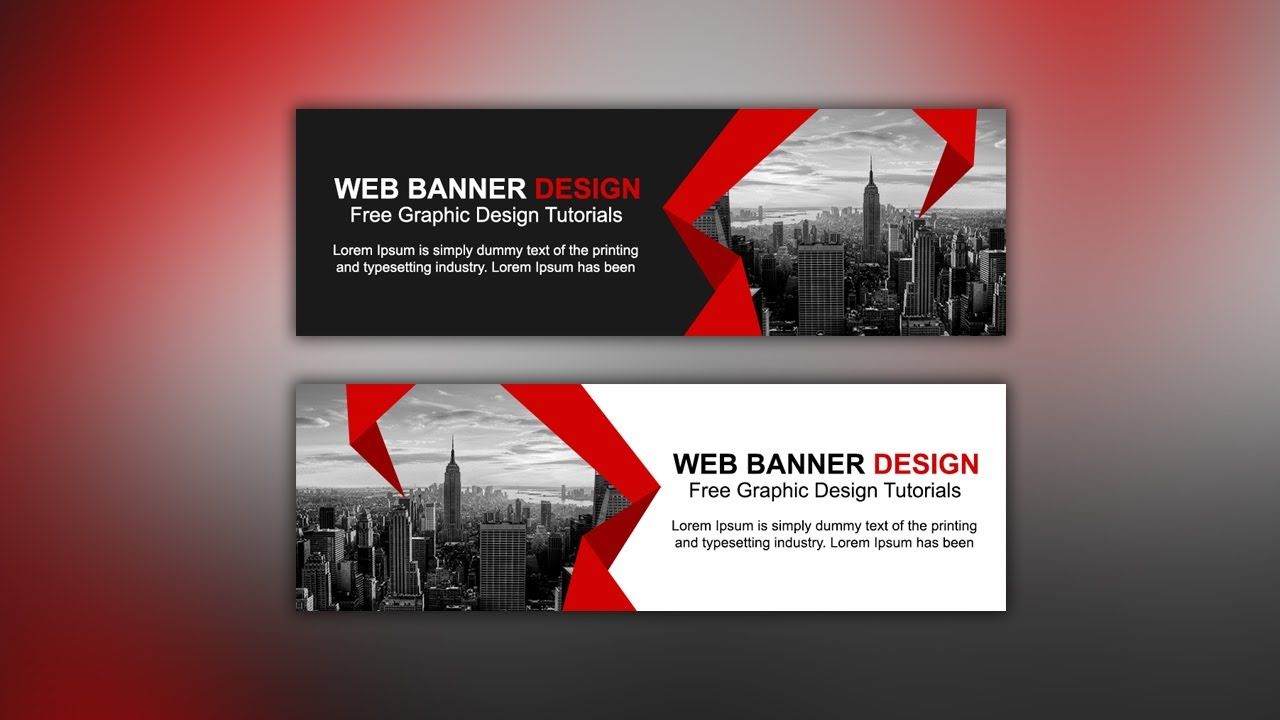 WEB BANNER DESIGN
Free Graphic Design Tutorials
Lorem Ipsum is simply dummy text of the printing
and typesetting industry. Lorem Ipsum has been
WEB BANNER DESIGN
Free Graphic Design Tutorials
Lorem Ipsum is simply dummy text of the printing
and typesetting industry. Lorem Ipsum has been